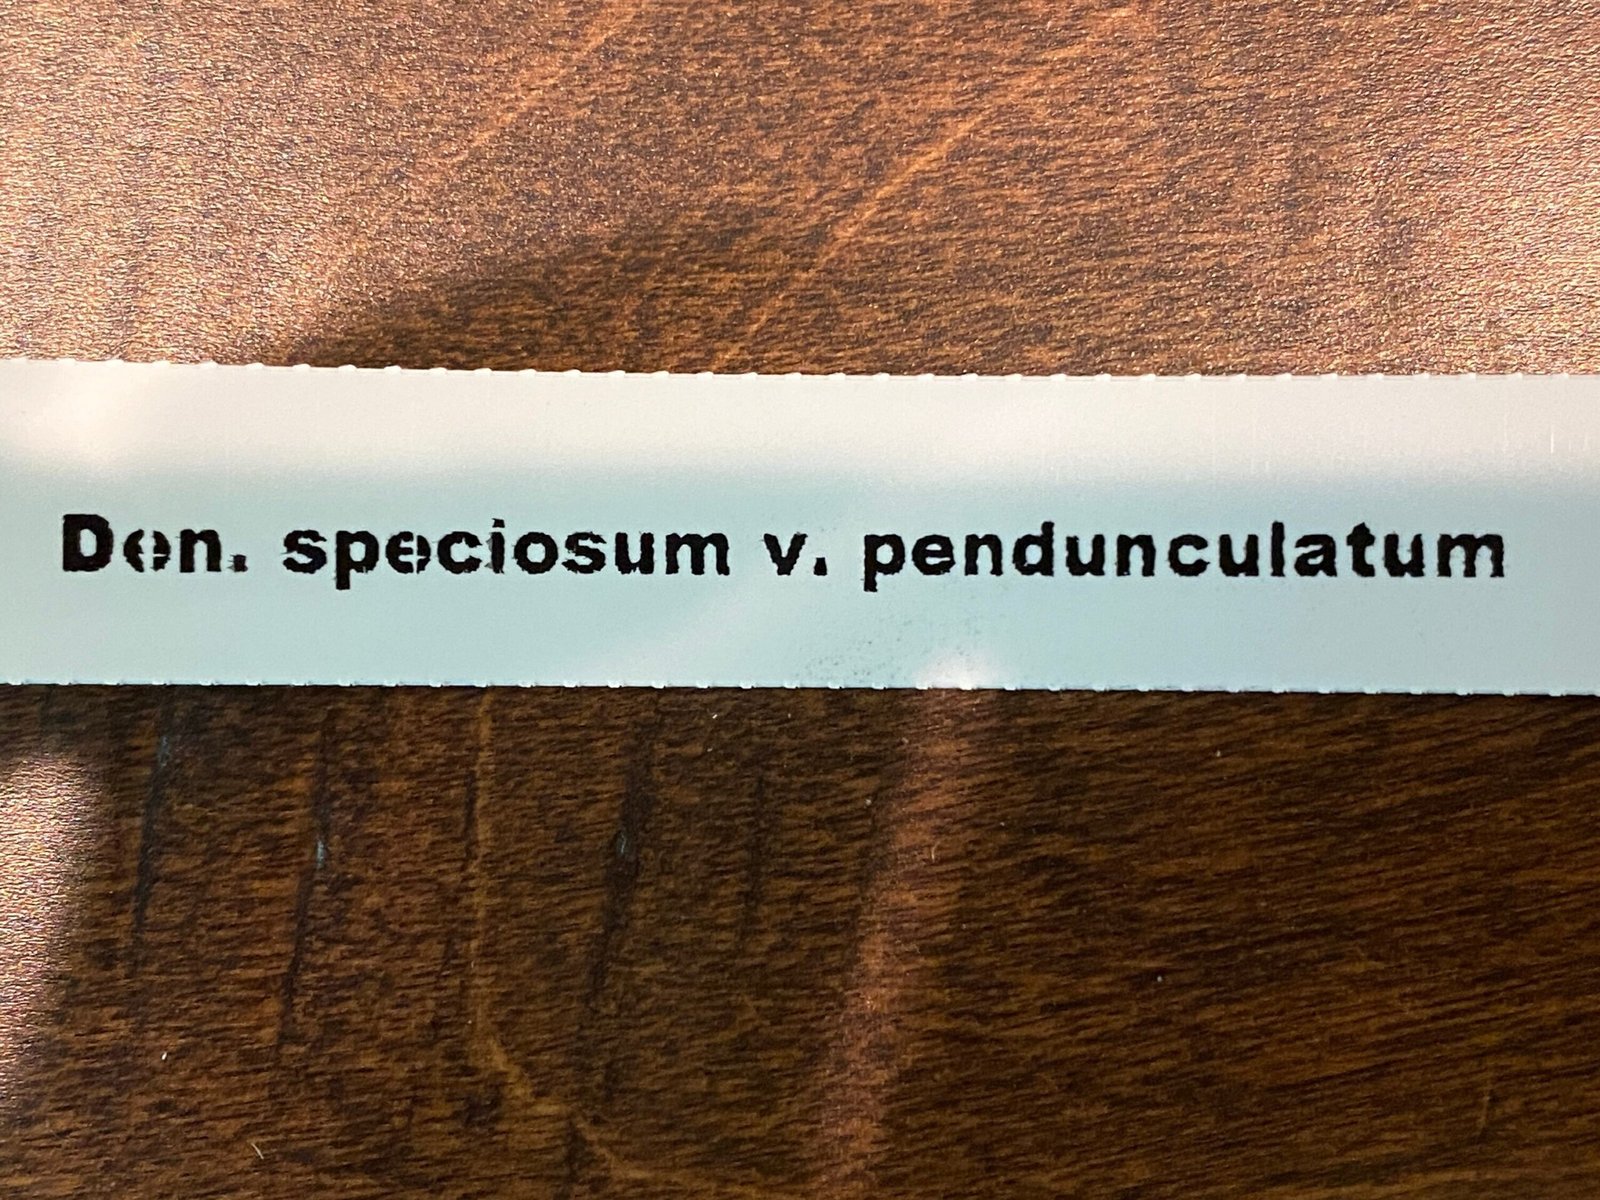 Den. speciosum v. pendunculatum